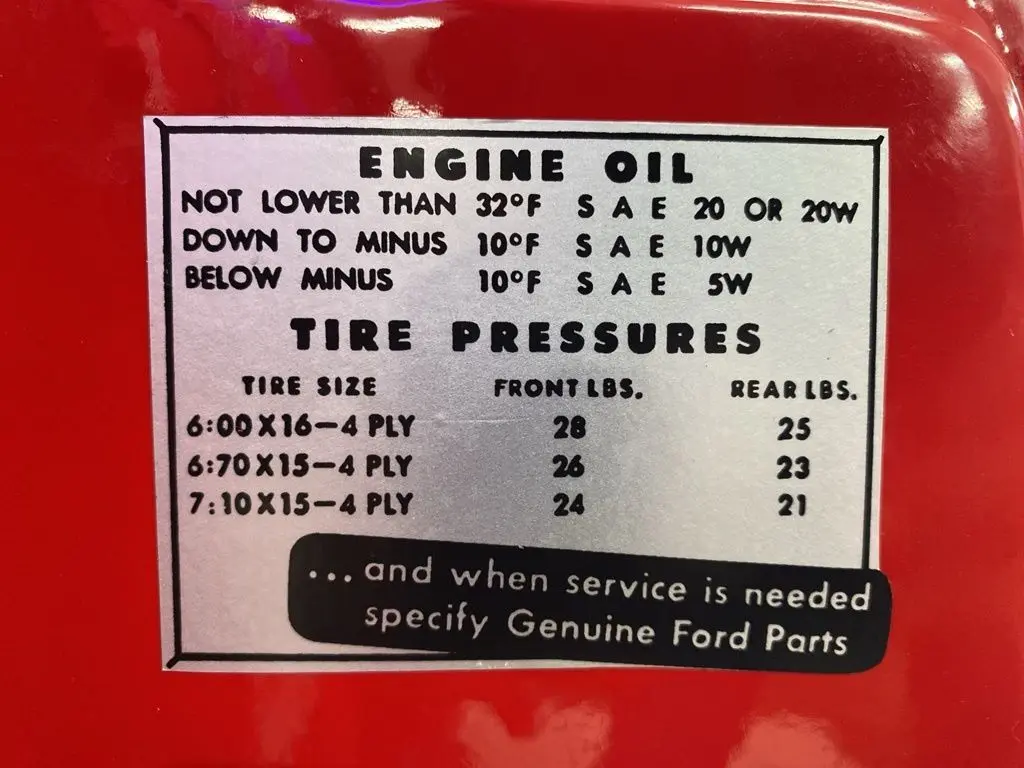 ENGINE OIL
NOT LOWER THAN 32°F S A E 20 OR 20W
DOWN TO MINUS 10°F S A E 10W
BELOW MINUS 10°F S A E 5W
TIRE PRESSURES
TIRE SIZE FRONT LBS. REAR LBS.
6:00X16–4 PLY 28 25
6:70X15–4 PLY 26 23
7:10X15–4 PLY 24 21
...and when service is needed
specify Genuine Ford Parts